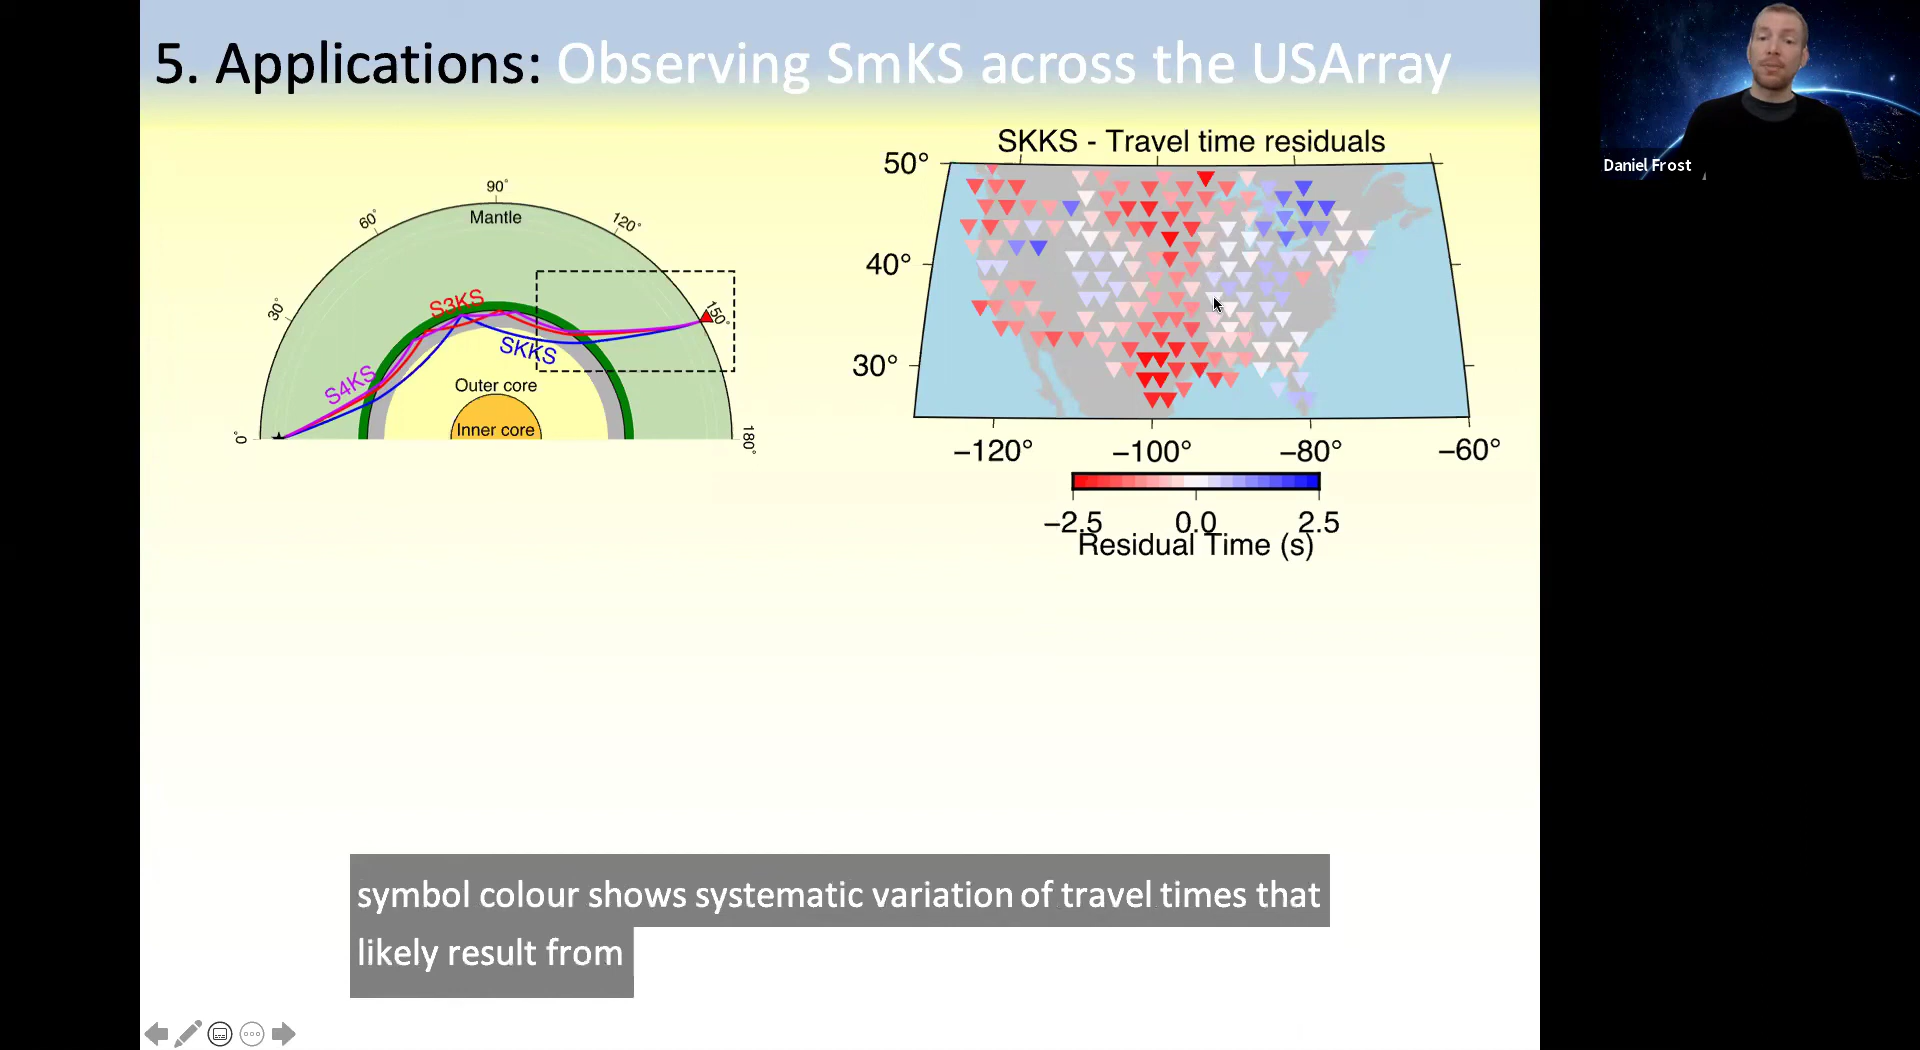 5. Applications: Observing SmKS across the USArray
Daniel Frost
SKKS - Travel time residuals
50°
40°
30°
−120°
−100°
−80°
−60°
−2.5
0.0
2.5
Residual Time (s)
90°
60°
120°
30°
150°
0°
180°
Mantle
S3KS
S4KS
SKKS
Outer core
Inner core
symbol colour shows systematic variation of travel times that
likely result from